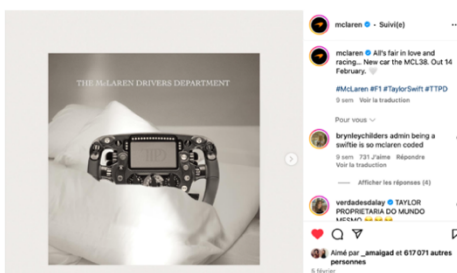 THE McLAREN DRIVERS DEPARTMENT
mclaren • Suivi(e)
mclaren All's fair in love and
racing... New car the MCL38. Out 14
February. 🤍
#McLaren #F1 #TaylorSwift #TTPD
9 sem Voir la traduction
Pour vous
brynleychilders admin being a
swiftie is so mclaren coded
9 sem 731 J'aime Répondre
Voir la traduction
Afficher les réponses (4)
verdadesdalay TAYLOR
PROPRIETARIA DO MUNDO
MESMO
Aimé par _amaigad et 617 071 autres
personnes
6 février